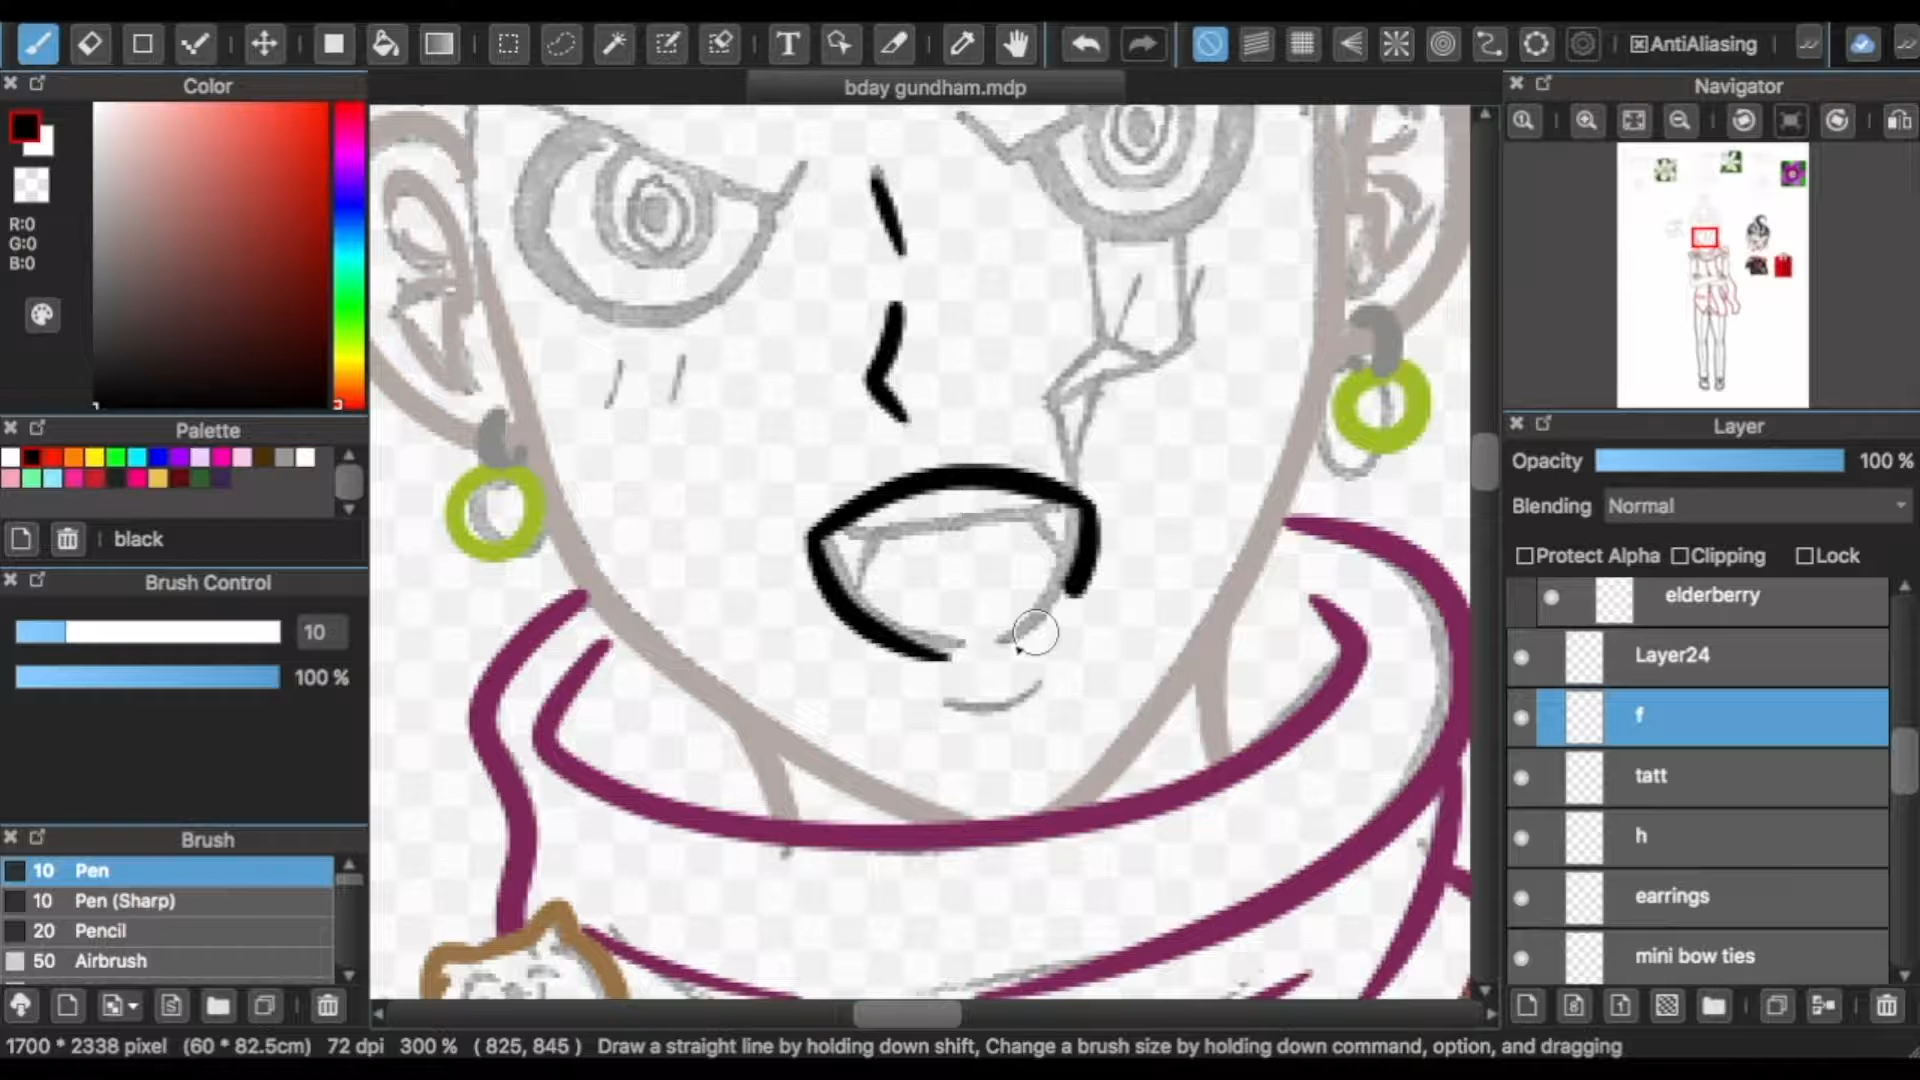 T
AntiAliasing
Color
bday gundham.mdp
Navigator
R:0
G:0
B:0
Palette
black
Brush Control
10
100 %
Brush
10 Pen
10 Pen (Sharp)
20 Pencil
50 Airbrush
Layer
Opacity 100 %
Blending Normal
Protect Alpha Clipping Lock
elderberry
Layer24
f
tatt
h
earrings
mini bow ties
1700 * 2338 pixel (60 * 82.5cm) 72 dpi 300 % ( 825, 845 ) Draw a straight line by holding down shift, Change a brush size by holding down command, option, and dragging